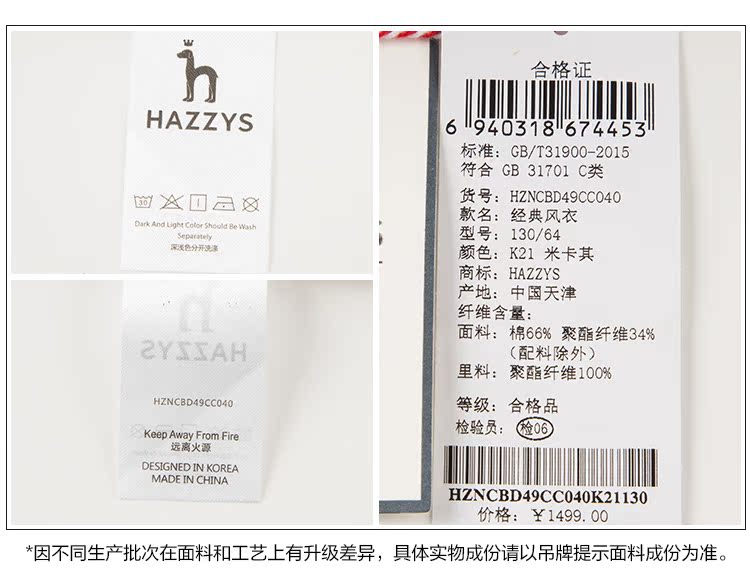 HAZZYS
30
Dark And Light Color Should Be Wash
Separately
深浅色分开洗涤
HAZZYS
HZNCBD49CC040
Keep Away From Fire
远离火源
DESIGNED IN KOREA
MADE IN CHINA
合格证
6 940318 674453
标准: GB/T31900-2015
符合 GB 31701 C类
货号: HZNCBD49CC040
款名: 经典风衣
型号: 130/64
颜色: K21 米卡其
商标: HAZZYS
产地: 中国天津
纤维含量:
面料: 棉66% 聚酯纤维34%
(配料除外)
里料: 聚酯纤维100%
等级: 合格品
检验员: 检06
HZNCBD49CC040K21130
价格: ¥1499.00
*因不同生产批次在面料和工艺上有升级差异，具体实物成份请以吊牌提示面料成份为准。